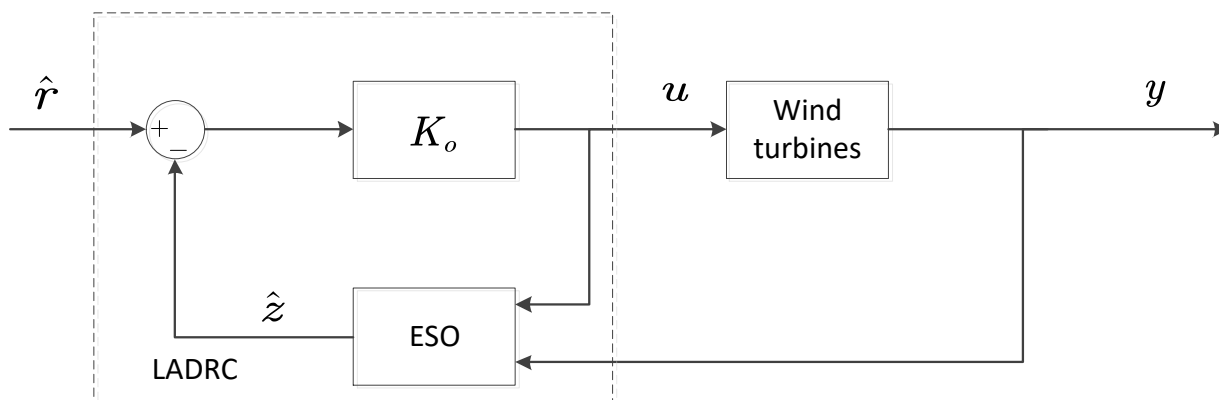 r̂
u
y
+
−
K_o
Wind
turbines
ẑ
ESO
LADRC